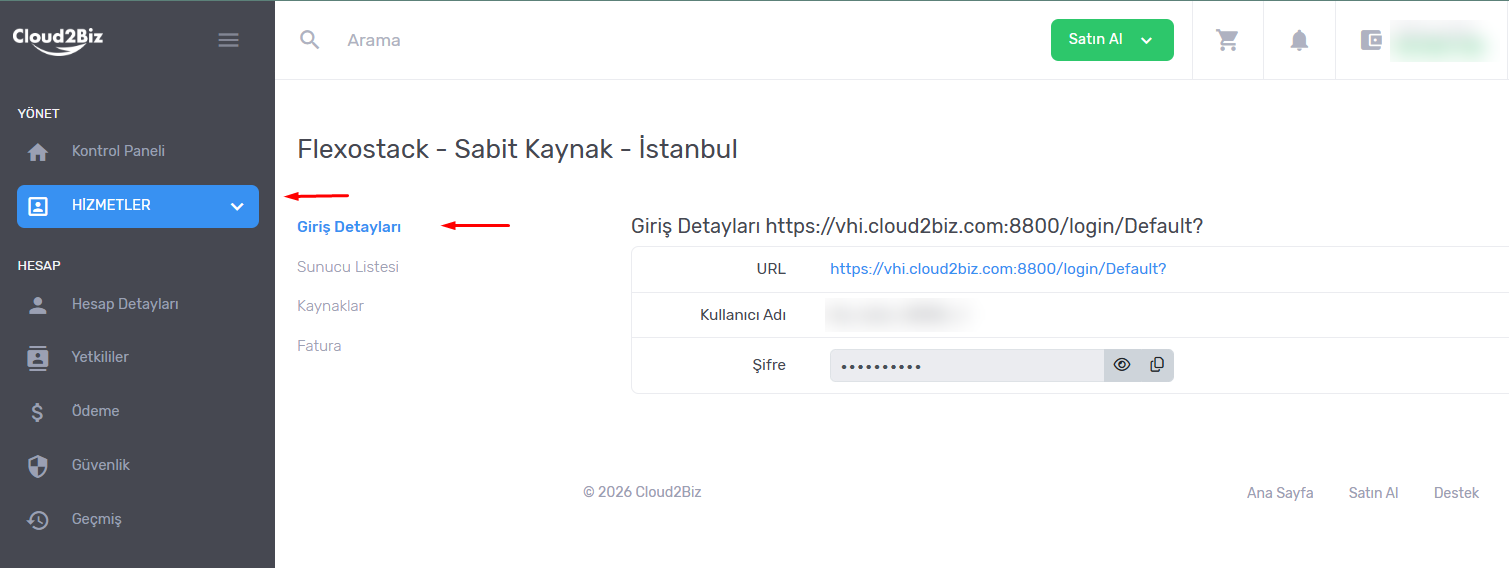 Cloud2Biz
Arama
Satın Al
YÖNET
Kontrol Paneli
HİZMETLER
HESAP
Hesap Detayları
Yetkililer
Ödeme
Güvenlik
Geçmiş
Flexostack - Sabit Kaynak - İstanbul
Giriş Detayları
Sunucu Listesi
Kaynaklar
Fatura
Giriş Detayları https://vhi.cloud2biz.com:8800/login/Default?
URL https://vhi.cloud2biz.com:8800/login/Default?
Kullanıcı Adı
Şifre ••••••••••
© 2026 Cloud2Biz
Ana Sayfa Satın Al Destek